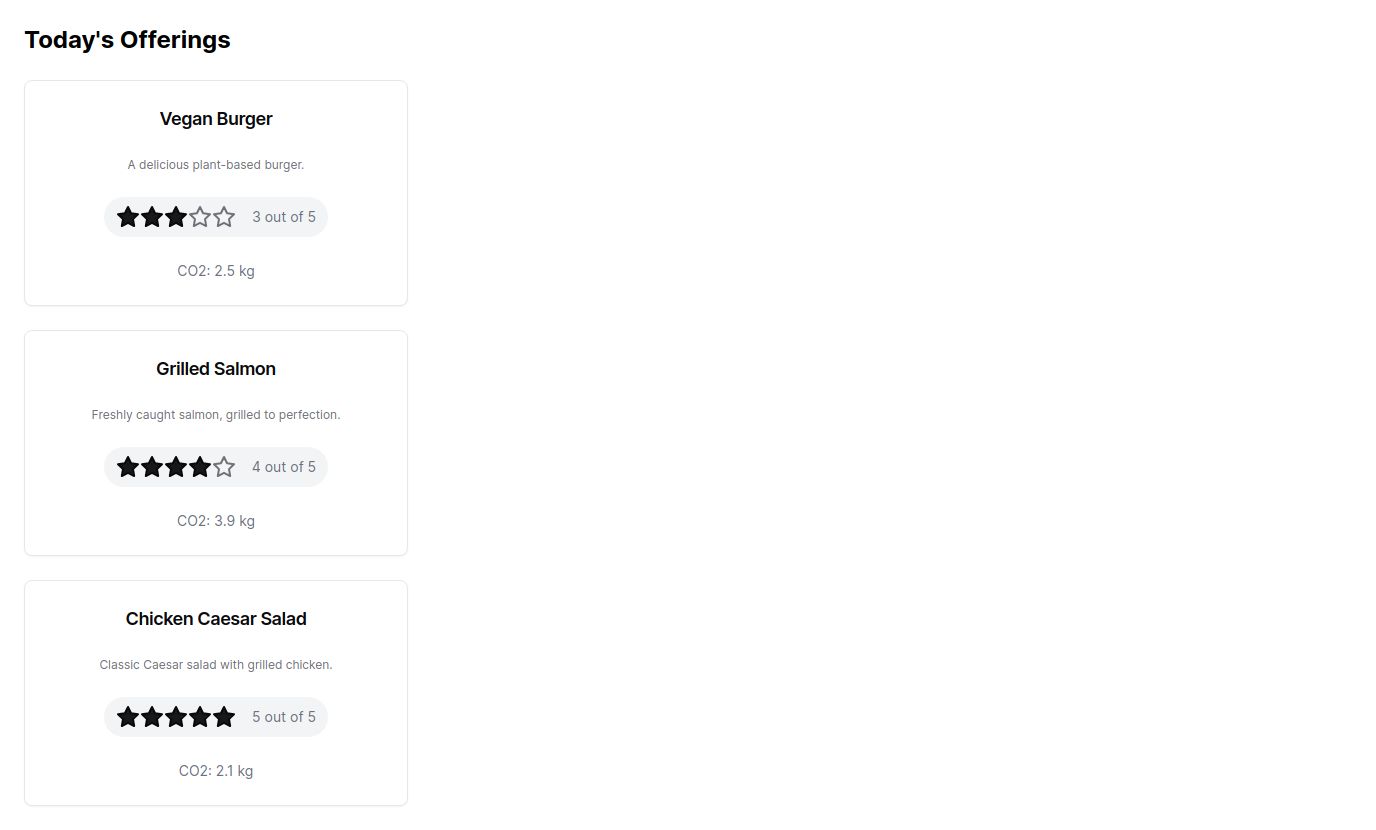 Today's Offerings
Vegan Burger
A delicious plant-based burger.
3 out of 5
CO2: 2.5 kg
Grilled Salmon
Freshly caught salmon, grilled to perfection.
4 out of 5
CO2: 3.9 kg
Chicken Caesar Salad
Classic Caesar salad with grilled chicken.
5 out of 5
CO2: 2.1 kg